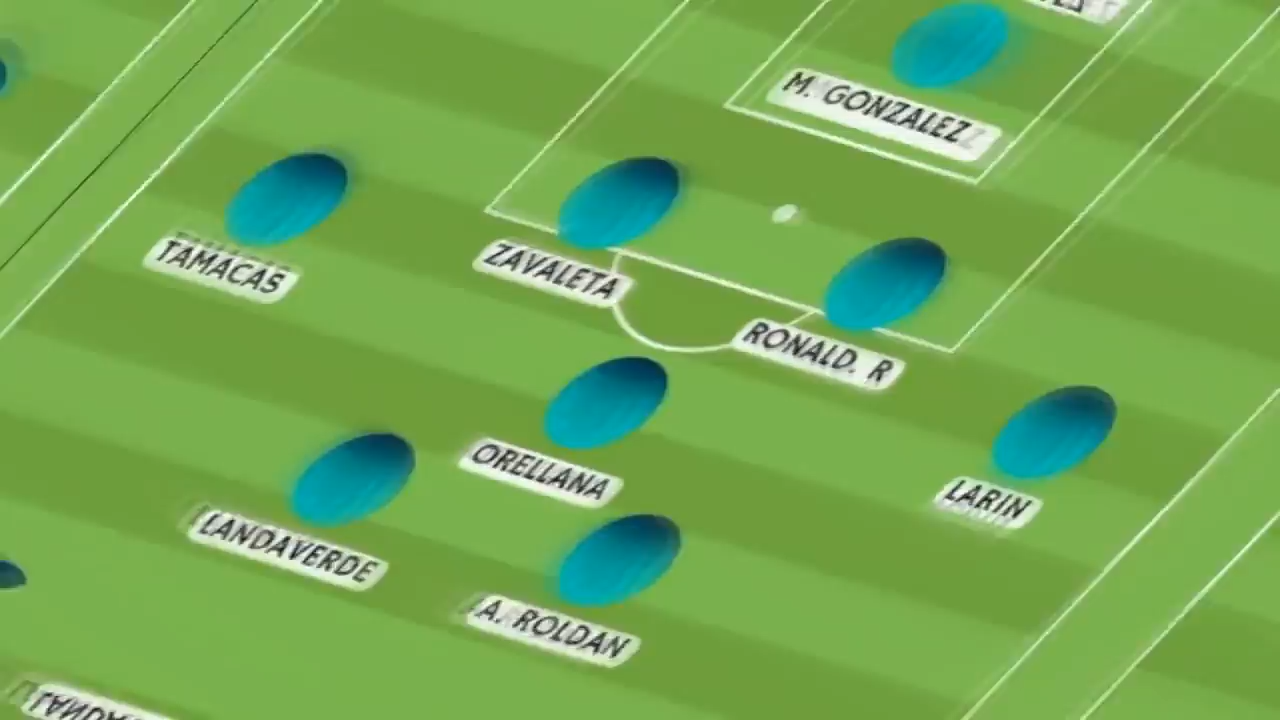 M. GONZALEZ
TAMACAS
ZAVALETA
RONALD. R
ORELLANA
LARIN
LANDAVERDE
A. ROLDAN